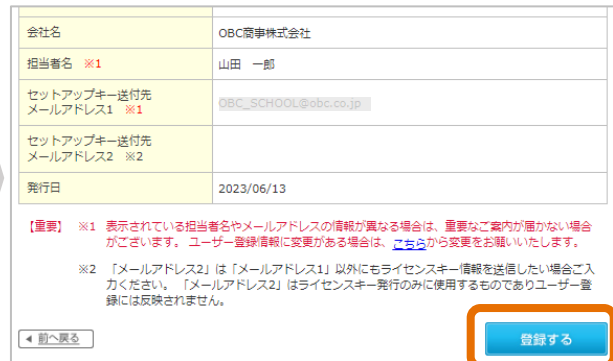 会社名 OBC商事株式会社
担当者名 ※1 山田 一郎
セットアップキー送付先
メールアドレス1 ※1 OBC_SCHOOL@obc.co.jp
セットアップキー送付先
メールアドレス2 ※2
発行日 2023/06/13
【重要】 ※1 表示されている担当者名やメールアドレスの情報が異なる場合は、重要なご案内が届かない場合
がございます。 ユーザー登録情報に変更がある場合は、こちらから変更をお願いいたします。
※2 「メールアドレス2」は「メールアドレス1」以外にもライセンスキー情報を送信したい場合ご入
力ください。 「メールアドレス2」はライセンスキー発行のみに使用するものでありユーザー登
録には反映されません。
前へ戻る 登録する